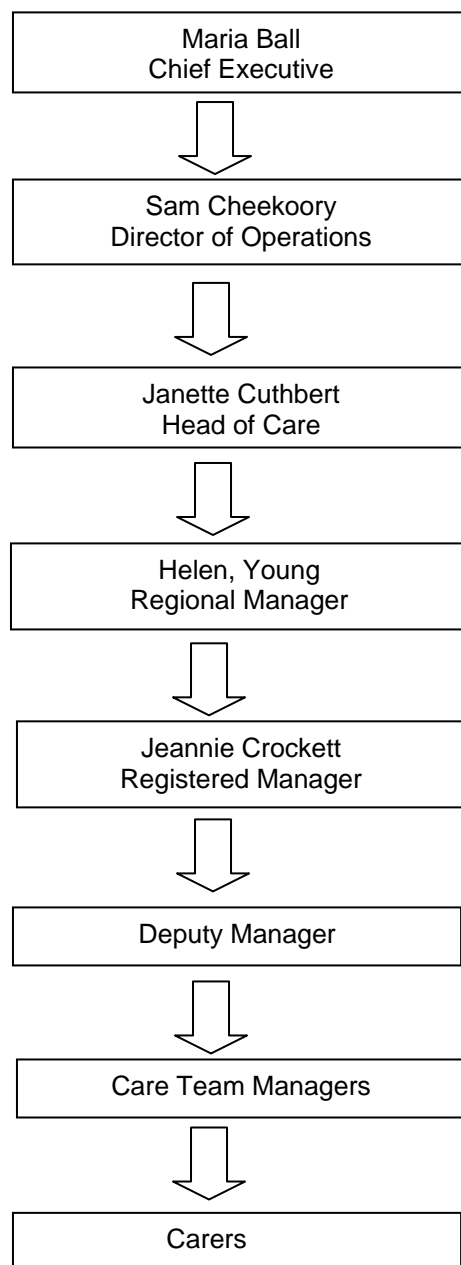 Maria Ball
Chief Executive
Sam Cheekoory
Director of Operations
Janette Cuthbert
Head of Care
Helen, Young
Regional Manager
Jeannie Crockett
Registered Manager
Deputy Manager
Care Team Managers
Carers